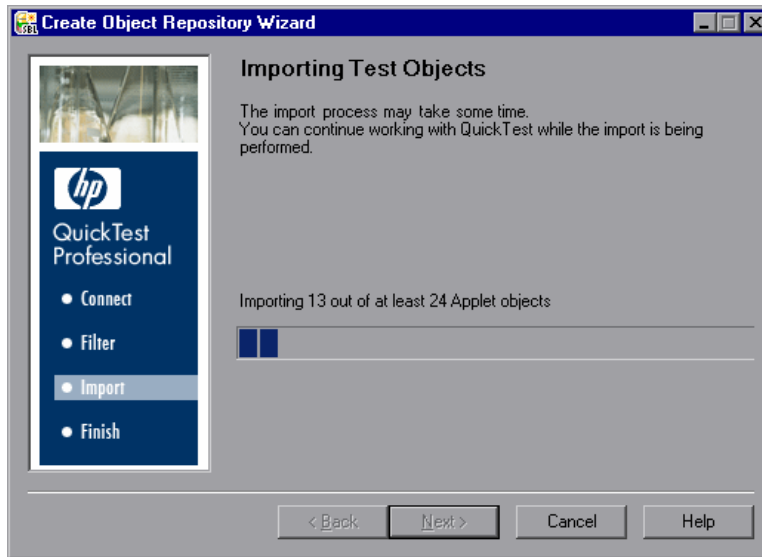 SBL
Create Object Repository Wizard
Importing Test Objects
The import process may take some time.
You can continue working with QuickTest while the import is being
performed.
hp
QuickTest
Professional
Connect
Filter
Import
Finish
Importing 13 out of at least 24 Applet objects
< Back
Next >
Cancel
Help